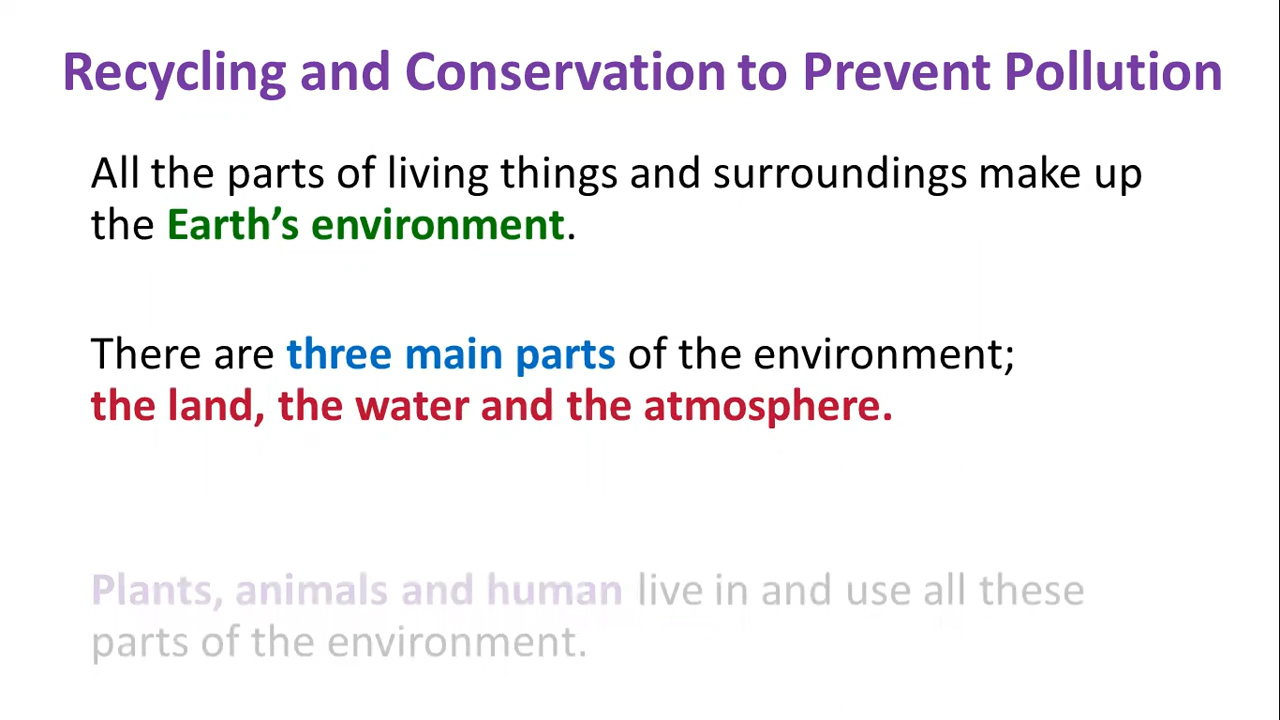 Recycling and Conservation to Prevent Pollution
All the parts of living things and surroundings make up
the Earth’s environment.
There are three main parts of the environment;
the land, the water and the atmosphere.
Plants, animals and human live in and use all these
parts of the environment.